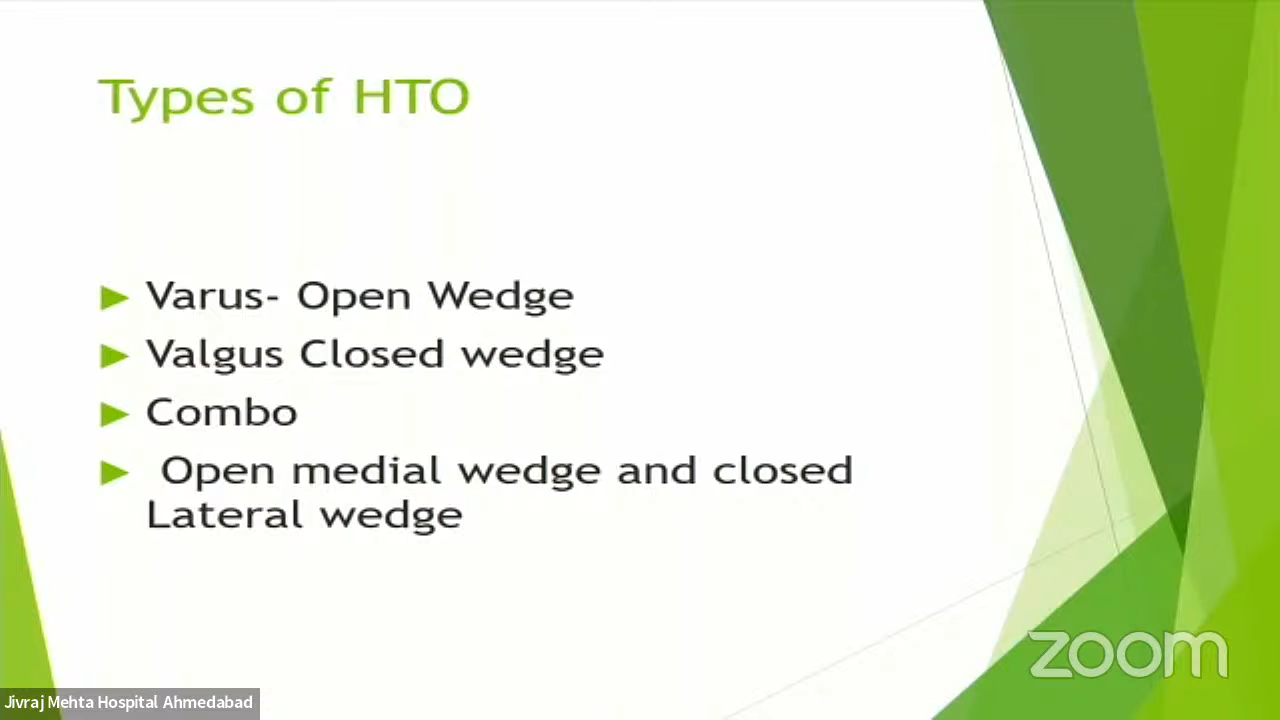 Types of HTO
Varus- Open Wedge
Valgus Closed wedge
Combo
Open medial wedge and closed
Lateral wedge
zoom
Jivraj Mehta Hospital Ahmedabad